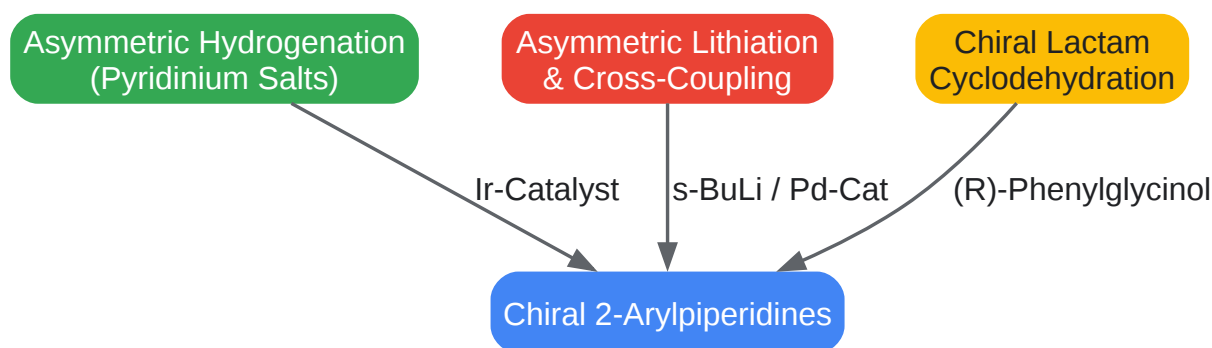 Asymmetric Hydrogenation
(Pyridinium Salts)
Asymmetric Lithiation
& Cross-Coupling
Chiral Lactam
Cyclodehydration
Ir-Catalyst
s-BuLi / Pd-Cat
(R)-Phenylglycinol
Chiral 2-Arylpiperidines